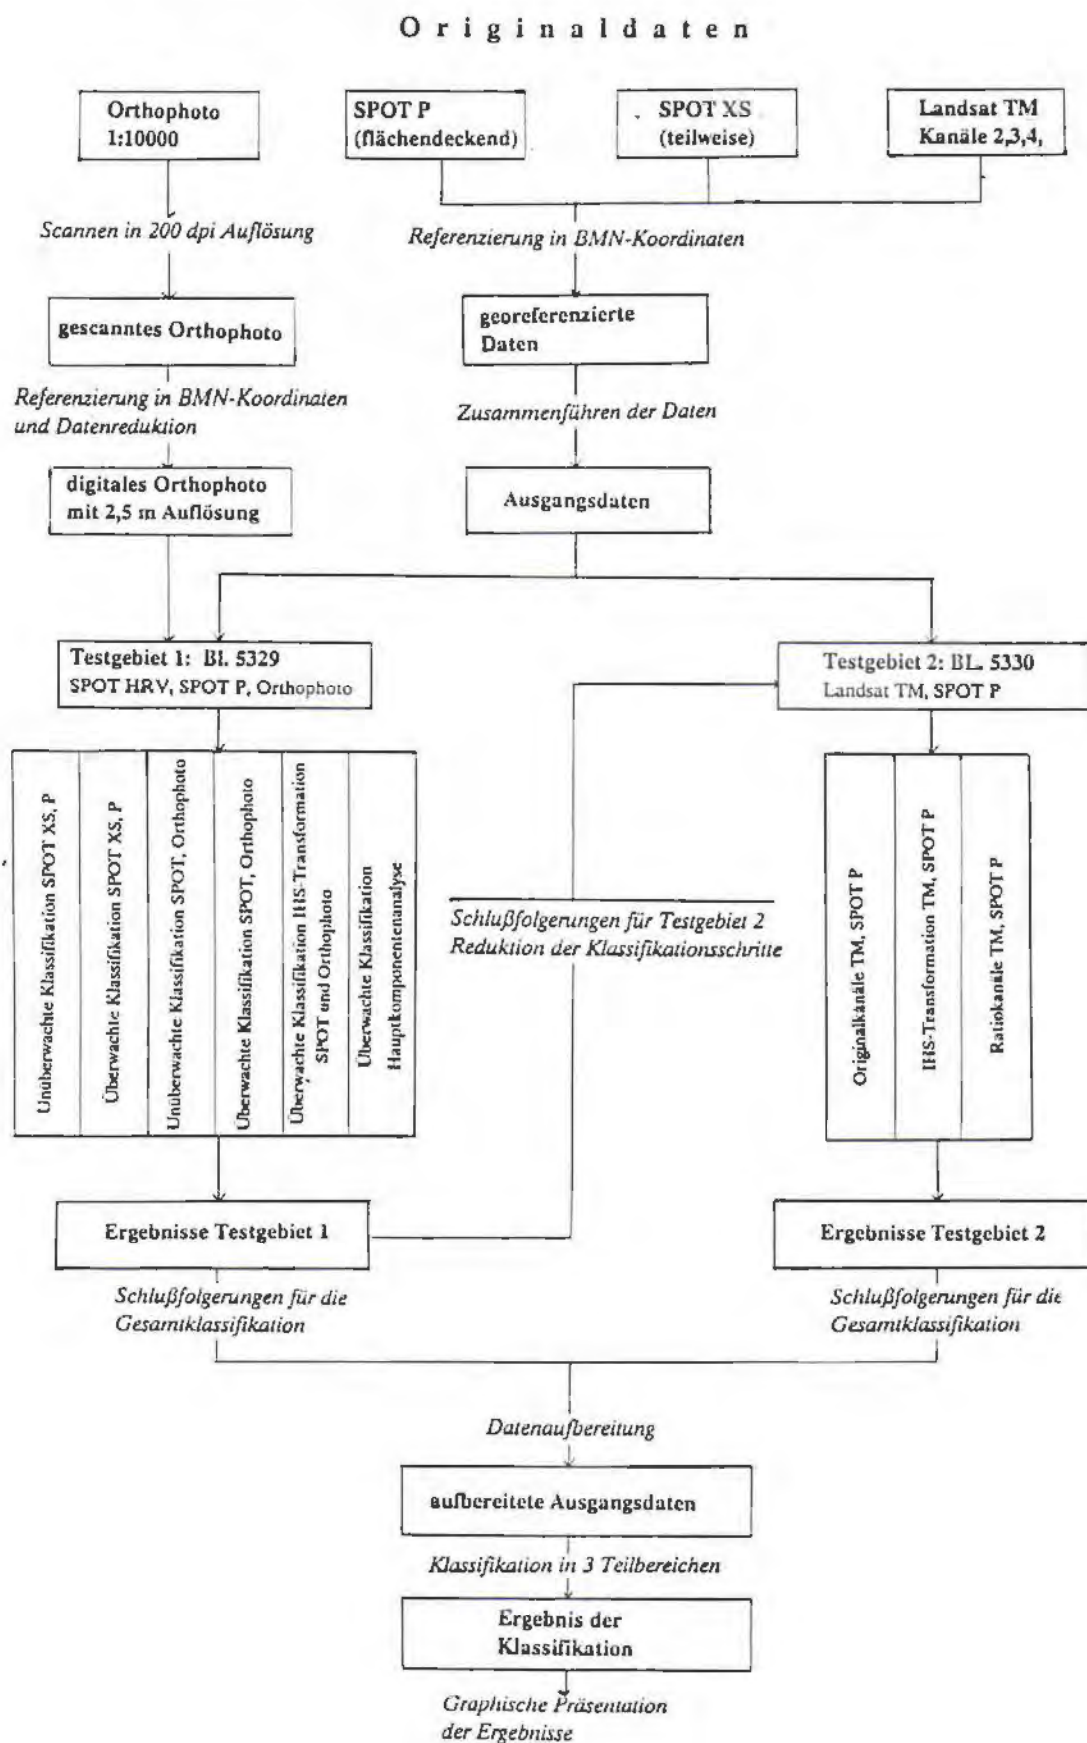 Originaldaten
Orthophoto
1:10000
SPOT P
(flächendeckend)
SPOT XS
(teilweise)
Landsat TM
Kanäle 2,3,4,
Scannen in 200 dpi Auflösung
Referenzierung in BMN-Koordinaten
gescanntes Orthophoto
georeferenzierte
Daten
Referenzierung in BMN-Koordinaten
und Datenreduktion
Zusammenführen der Daten
digitales Orthophoto
mit 2,5 m Auflösung
Ausgangsdaten
Testgebiet 1: BL 5329
SPOT HRV, SPOT P, Orthophoto
Testgebiet 2: BL. 5330
Landsat TM, SPOT P
Unüberwachte Klassifikation SPOT XS, P
Überwachte Klassifikation SPOT XS, P
Unüberwachte Klassifikation SPOT, Orthophoto
Überwachte Klassifikation SPOT, Orthophoto
Überwachte Klassifikation IHS-Transformation
SPOT und Orthophoto
Überwachte Klassifikation
Hauptkomponentenanalyse
Schlußfolgerungen für Testgebiet 2
Reduktion der Klassifikationsschritte
Originalkanäle TM, SPOT P
IHS-Transformation TM, SPOT P
Ratiokanäle TM, SPOT P
Ergebnisse Testgebiet 1
Ergebnisse Testgebiet 2
Schlußfolgerungen für die
Gesamtklassifikation
Schlußfolgerungen für die
Gesamtklassifikation
Datenaufbereitung
aufbereitete Ausgangsdaten
Klassifikation in 3 Teilbereichen
Ergebnis der
Klassifikation
Graphische Präsentation
der Ergebnisse